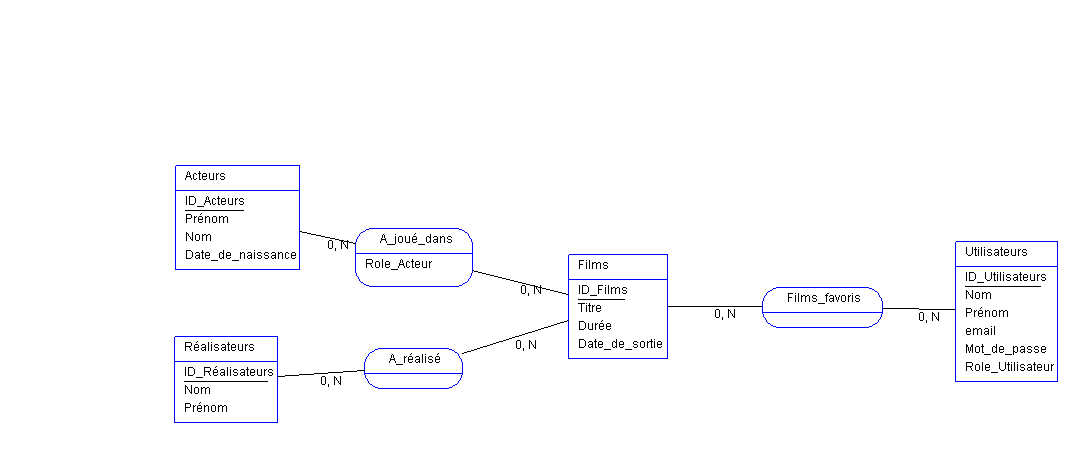 Acteurs
ID_Acteurs
Prénom
Nom
Date_de_naissance
0, N
A_joué_dans
Role_Acteur
0, N
Réalisateurs
ID_Réalisateurs
Nom
Prénom
0, N
A_réalisé
0, N
Films
ID_Films
Titre
Durée
Date_de_sortie
0, N
Films_favoris
0, N
Utilisateurs
ID_Utilisateurs
Nom
Prénom
email
Mot_de_passe
Role_Utilisateur